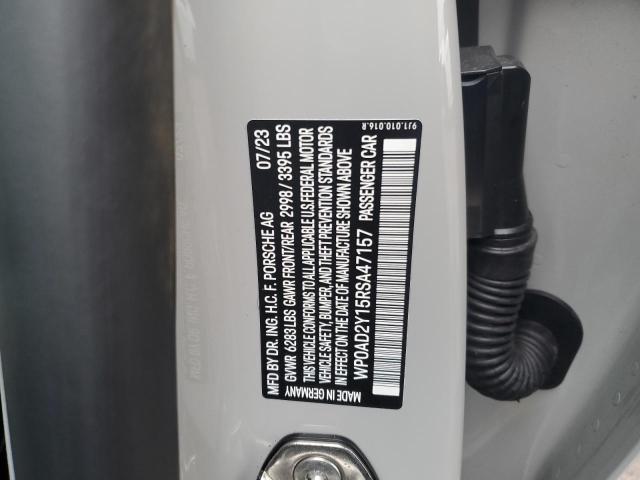 9J1.010.016.R
MFD BY DR. ING. H.C. F. PORSCHE AG 07/23
GVWR 6283 LBS GAWR FRONT/REAR 2998 / 3395 LBS
THIS VEHICLE CONFORMS TO ALL APPLICABLE U.S. FEDERAL MOTOR
VEHICLE SAFETY, BUMPER, AND THEFT PREVENTION STANDARDS
IN EFFECT ON THE DATE OF MANUFACTURE SHOWN ABOVE
WP0AD2Y15RSA47157 PASSENGER CAR
MADE IN GERMANY